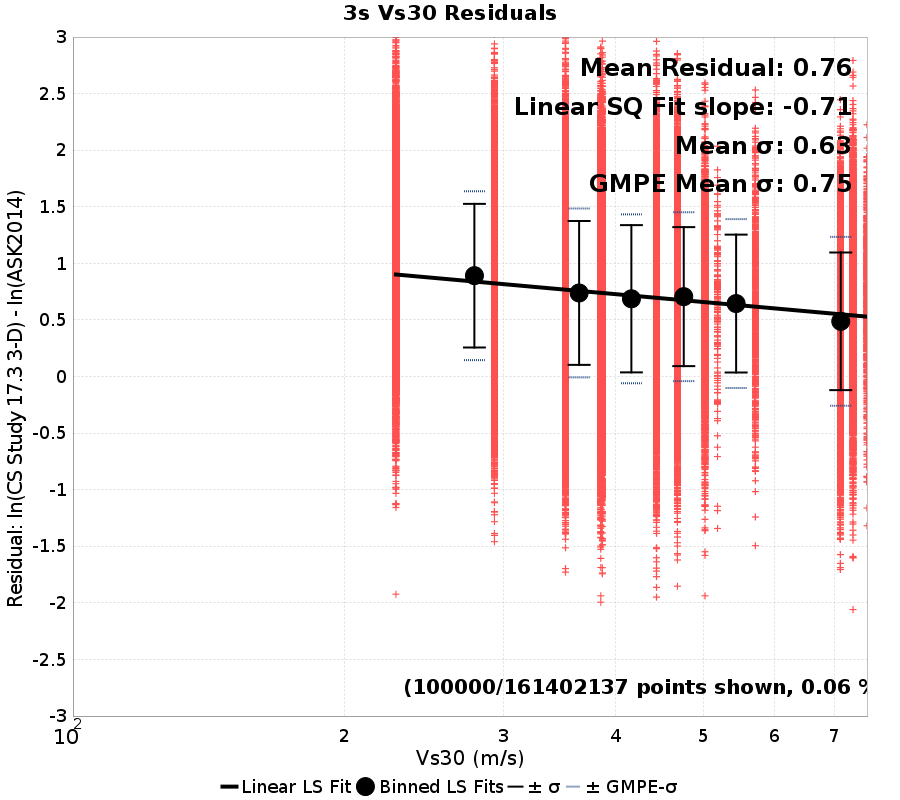 3s Vs30 Residuals
Mean Residual: 0.76
Linear SQ Fit slope: -0.71
Mean σ: 0.63
GMPE Mean σ: 0.75
3
2.5
2
1.5
1
0.5
0
-0.5
-1
-1.5
-2
-2.5
-3
Residual: ln(CS Study 17.3 3-D) - ln(ASK2014)
(100000/161402137 points shown, 0.06 %
10^2 2 3 4 5 6 7
Vs30 (m/s)
Linear LS Fit Binned LS Fits ± σ ± GMPE-σ